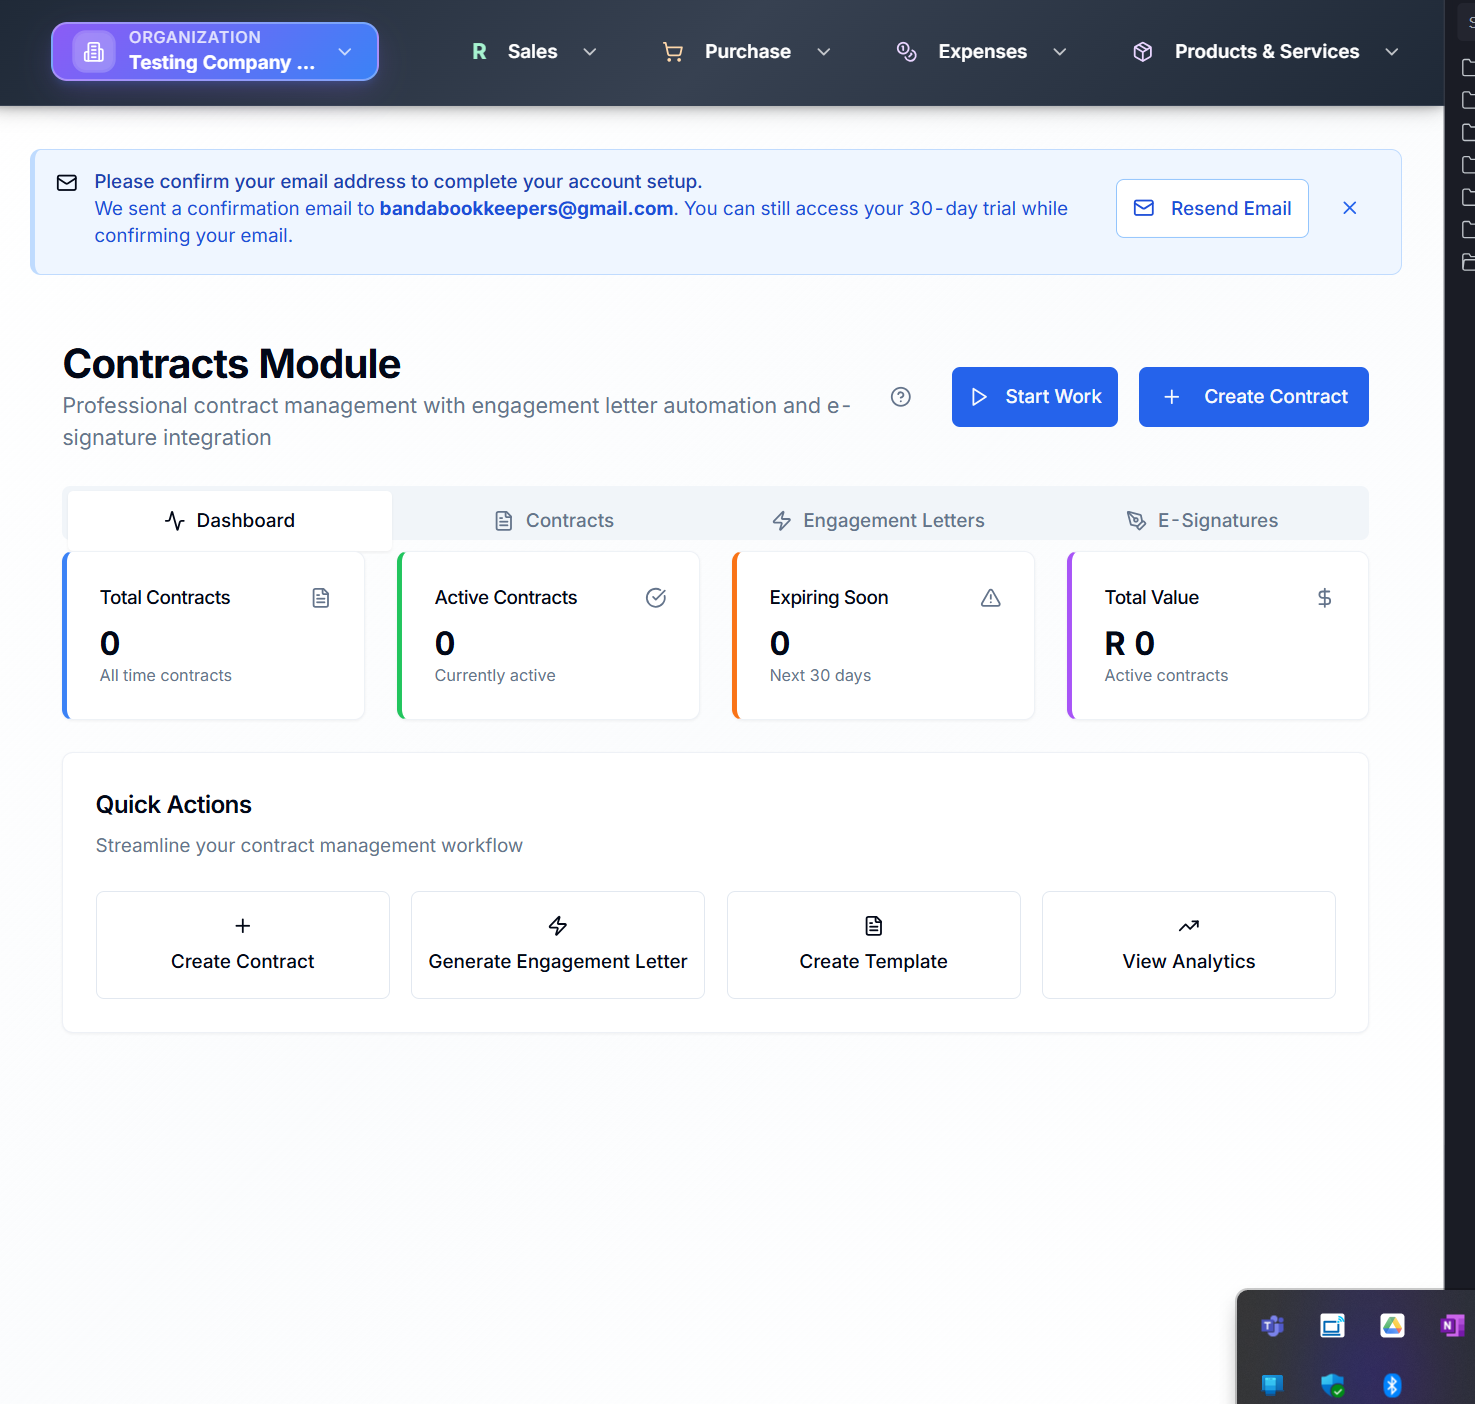 ORGANIZATION
Testing Company ...
R Sales
Purchase
Expenses
Products & Services
Please confirm your email address to complete your account setup.
We sent a confirmation email to bandabookkeepers@gmail.com. You can still access your 30-day trial while
confirming your email.
Resend Email
Contracts Module
Professional contract management with engagement letter automation and e-
signature integration
Start Work
Create Contract
Dashboard
Contracts
Engagement Letters
E-Signatures
Total Contracts
0
All time contracts
Active Contracts
0
Currently active
Expiring Soon
0
Next 30 days
Total Value
R 0
Active contracts
Quick Actions
Streamline your contract management workflow
Create Contract
Generate Engagement Letter
Create Template
View Analytics